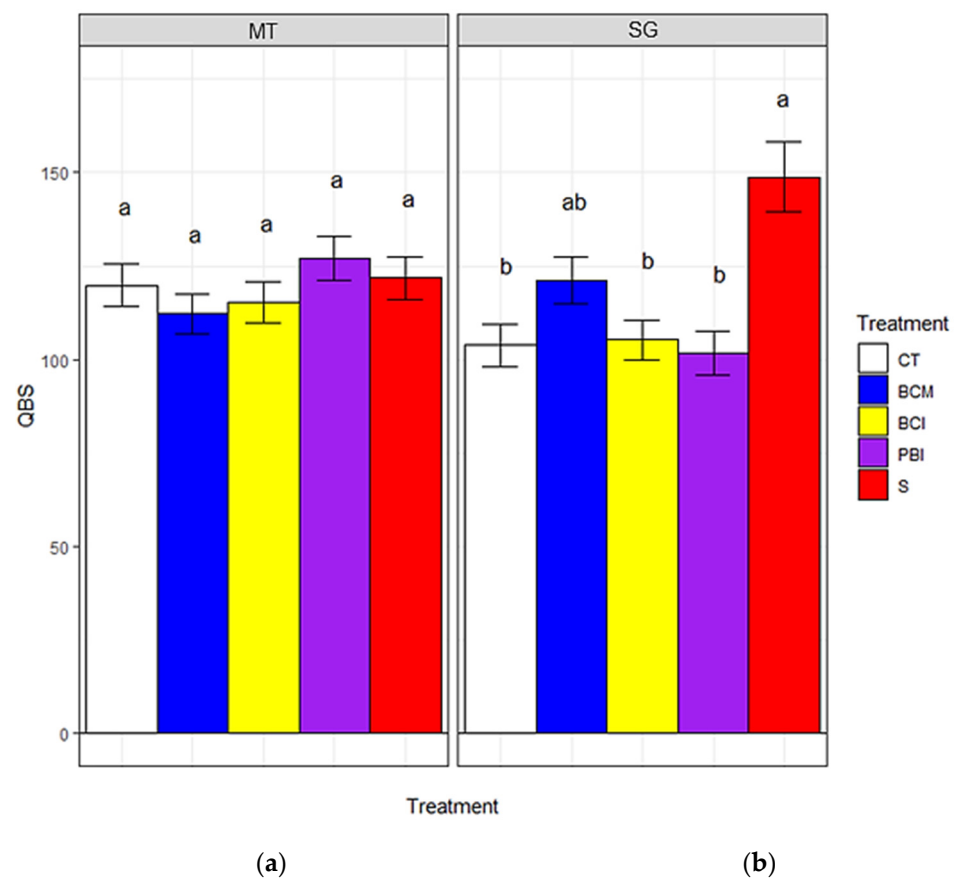 MT SG
a
a
a
a
a
b
ab
b
b
a
150
100
50
0
QBS
Treatment
CT
BCM
BCI
PBI
S
Treatment
(a) (b)